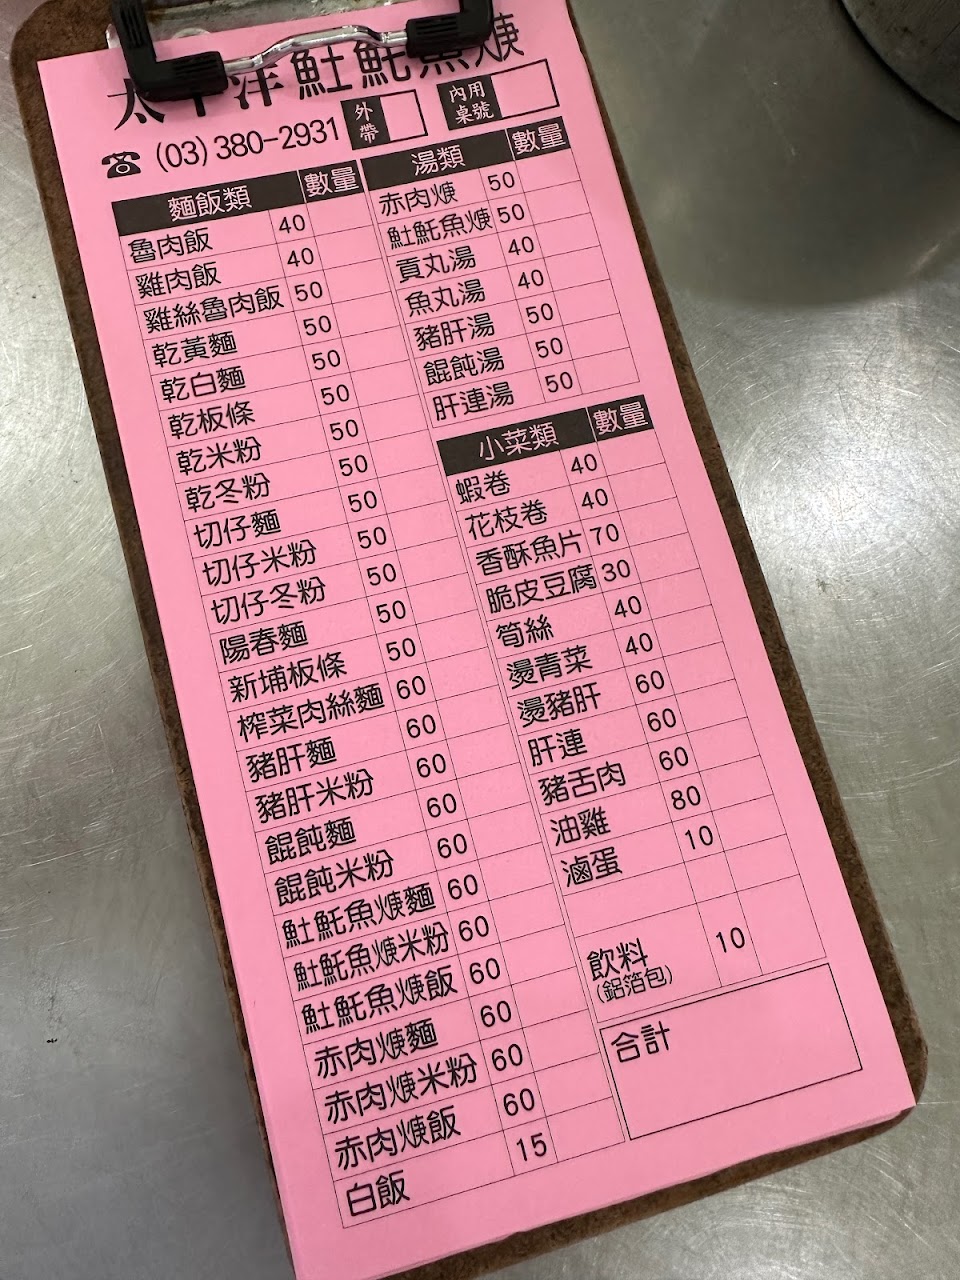 太平洋𩵚魠魚焿
(03)380-2931
外帶
內用桌號
麵飯類 數量
魯肉飯 40
雞肉飯 40
雞絲魯肉飯 50
乾黃麵 50
乾白麵 50
乾板條 50
乾米粉 50
乾冬粉 50
切仔麵 50
切仔米粉 50
切仔冬粉 50
陽春麵 50
新埔板條 50
榨菜肉絲麵 60
豬肝麵 60
豬肝米粉 60
餛飩麵 60
餛飩米粉 60
𩵚魠魚焿麵 60
𩵚魠魚焿米粉 60
𩵚魠魚焿飯 60
赤肉焿麵 60
赤肉焿米粉 60
赤肉焿飯 60
白飯 15
湯類 數量
赤肉焿 50
𩵚魠魚焿 50
貢丸湯 40
魚丸湯 40
豬肝湯 50
餛飩湯 50
肝連湯 50
小菜類 數量
蝦卷 40
花枝卷 40
香酥魚片 70
脆皮豆腐 30
筍絲 40
燙青菜 40
燙豬肝 60
肝連 60
豬舌肉 60
油雞 80
滷蛋 10
飲料 10
(鋁箔包)
合計